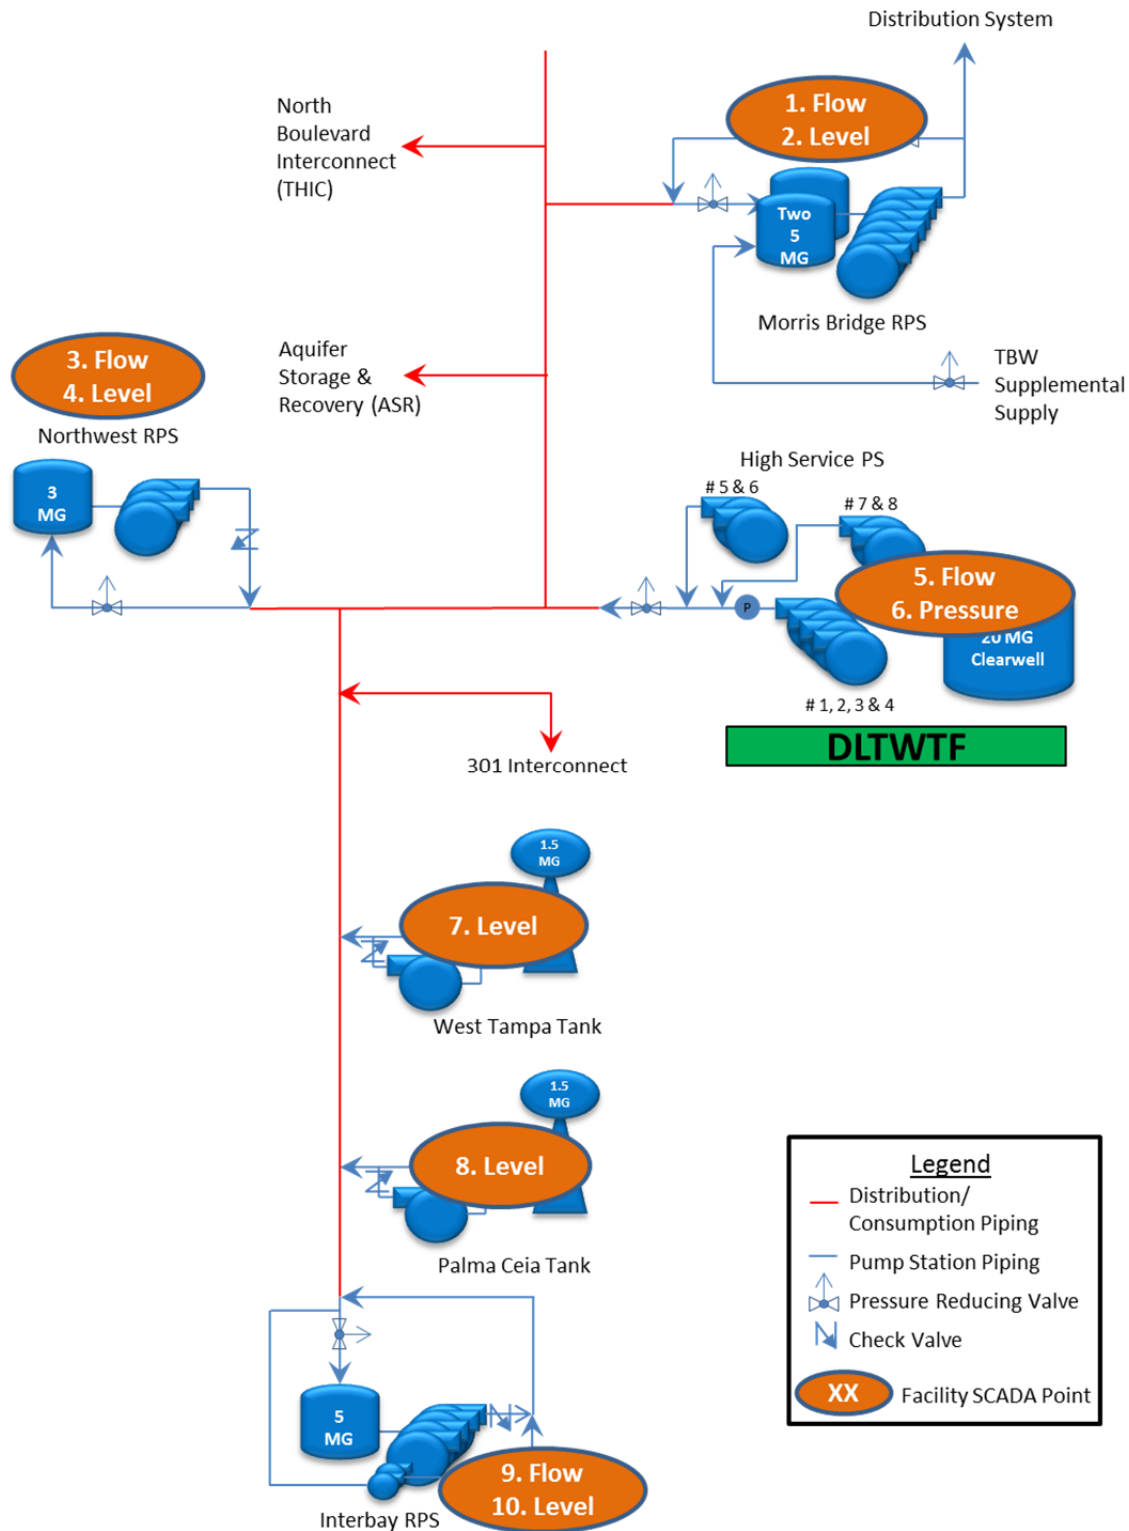 Distribution System
1. Flow
2. Level
North
Boulevard
Interconnect
(THIC)
Two
5
MG
Morris Bridge RPS
3. Flow
4. Level
Northwest RPS
3
MG
Aquifer
Storage &
Recovery (ASR)
TBW
Supplemental
Supply
High Service PS
# 5 & 6
# 7 & 8
5. Flow
6. Pressure
P
20 MG
Clearwell
# 1, 2, 3 & 4
DLTWTF
301 Interconnect
1.5
MG
7. Level
West Tampa Tank
1.5
MG
8. Level
Palma Ceia Tank
5
MG
9. Flow
10. Level
Interbay RPS
Legend
Distribution/
Consumption Piping
Pump Station Piping
Pressure Reducing Valve
Check Valve
XX
Facility SCADA Point